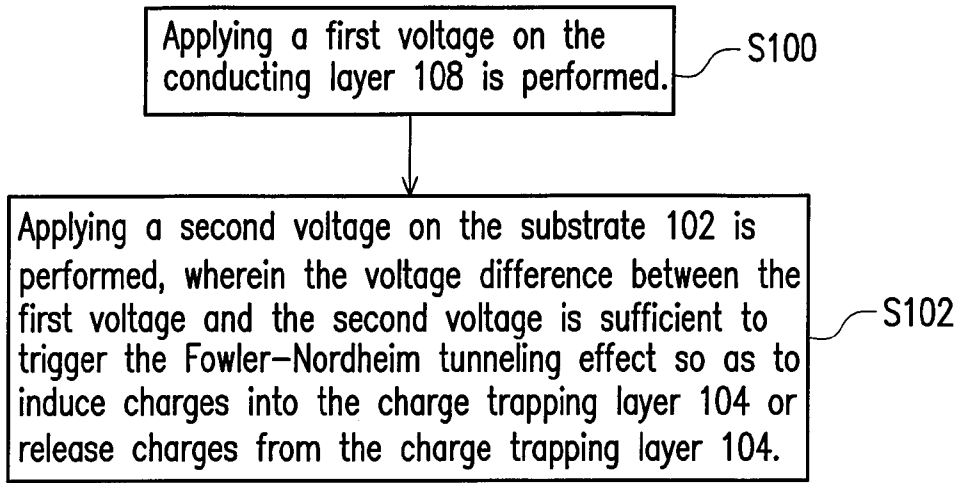 Applying a first voltage on the
conducting layer 108 is performed.
S100
Applying a second voltage on the substrate 102 is
performed, wherein the voltage difference between the
first voltage and the second voltage is sufficient to
trigger the Fowler–Nordheim tunneling effect so as to
induce charges into the charge trapping layer 104 or
release charges from the charge trapping layer 104.
S102